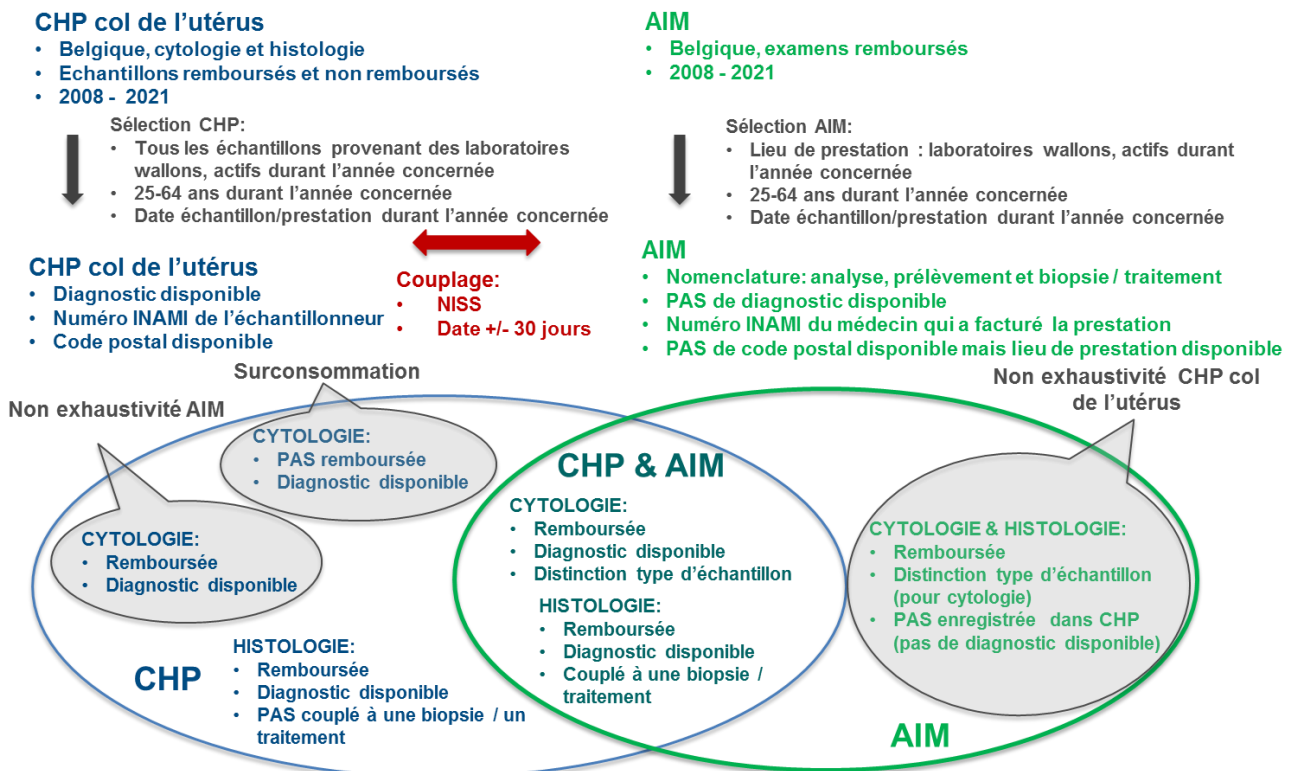 CHP col de l’utérus
• Belgique, cytologie et histologie
• Echantillons remboursés et non remboursés
• 2008 - 2021
Sélection CHP:
• Tous les échantillons provenant des laboratoires
wallons, actifs durant l’année concernée
• 25-64 ans durant l’année concernée
• Date échantillon/prestation durant l’année concernée
AIM
• Belgique, examens remboursés
• 2008 - 2021
Sélection AIM:
• Lieu de prestation : laboratoires wallons, actifs durant
l’année concernée
• 25-64 ans durant l’année concernée
• Date échantillon/prestation durant l’année concernée
CHP col de l’utérus
• Diagnostic disponible
• Numéro INAMI de l’échantillonneur
• Code postal disponible
Couplage:
• NISS
• Date +/- 30 jours
AIM
• Nomenclature: analyse, prélèvement et biopsie / traitement
• PAS de diagnostic disponible
• Numéro INAMI du médecin qui a facturé la prestation
• PAS de code postal disponible mais lieu de prestation disponible
Surconsommation
Non exhaustivité AIM
Non exhaustivité CHP col
de l’utérus
CYTOLOGIE:
• PAS remboursée
• Diagnostic disponible
CYTOLOGIE:
• Remboursée
• Diagnostic disponible
CHP
HISTOLOGIE:
• Remboursée
• Diagnostic disponible
• PAS couplé à une biopsie / un
traitement
CHP & AIM
CYTOLOGIE:
• Remboursée
• Diagnostic disponible
• Distinction type d’échantillon
HISTOLOGIE:
• Remboursée
• Diagnostic disponible
• Couplé à une biopsie /
traitement
CYTOLOGIE & HISTOLOGIE:
• Remboursée
• Distinction type d’échantillon
(pour cytologie)
• PAS enregistrée dans CHP
(pas de diagnostic disponible)
AIM